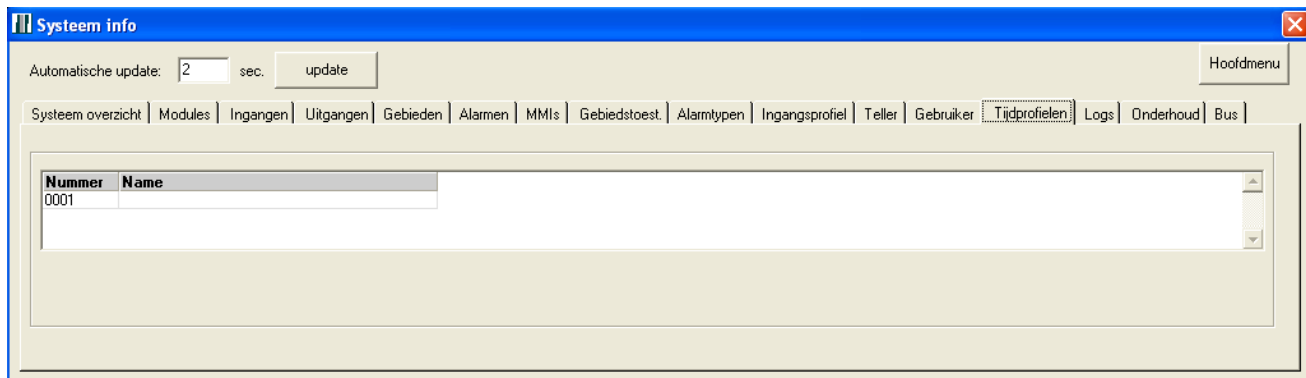 Systeem info
Automatische update: 2 sec. update Hoofdmenu
Systeem overzicht Modules Ingangen Uitgangen Gebieden Alarmen MMIs Gebiedstoest. Alarmtypen Ingangsprofiel Teller Gebruiker Tijdprofielen Logs Onderhoud Bus
Nummer Name
0001